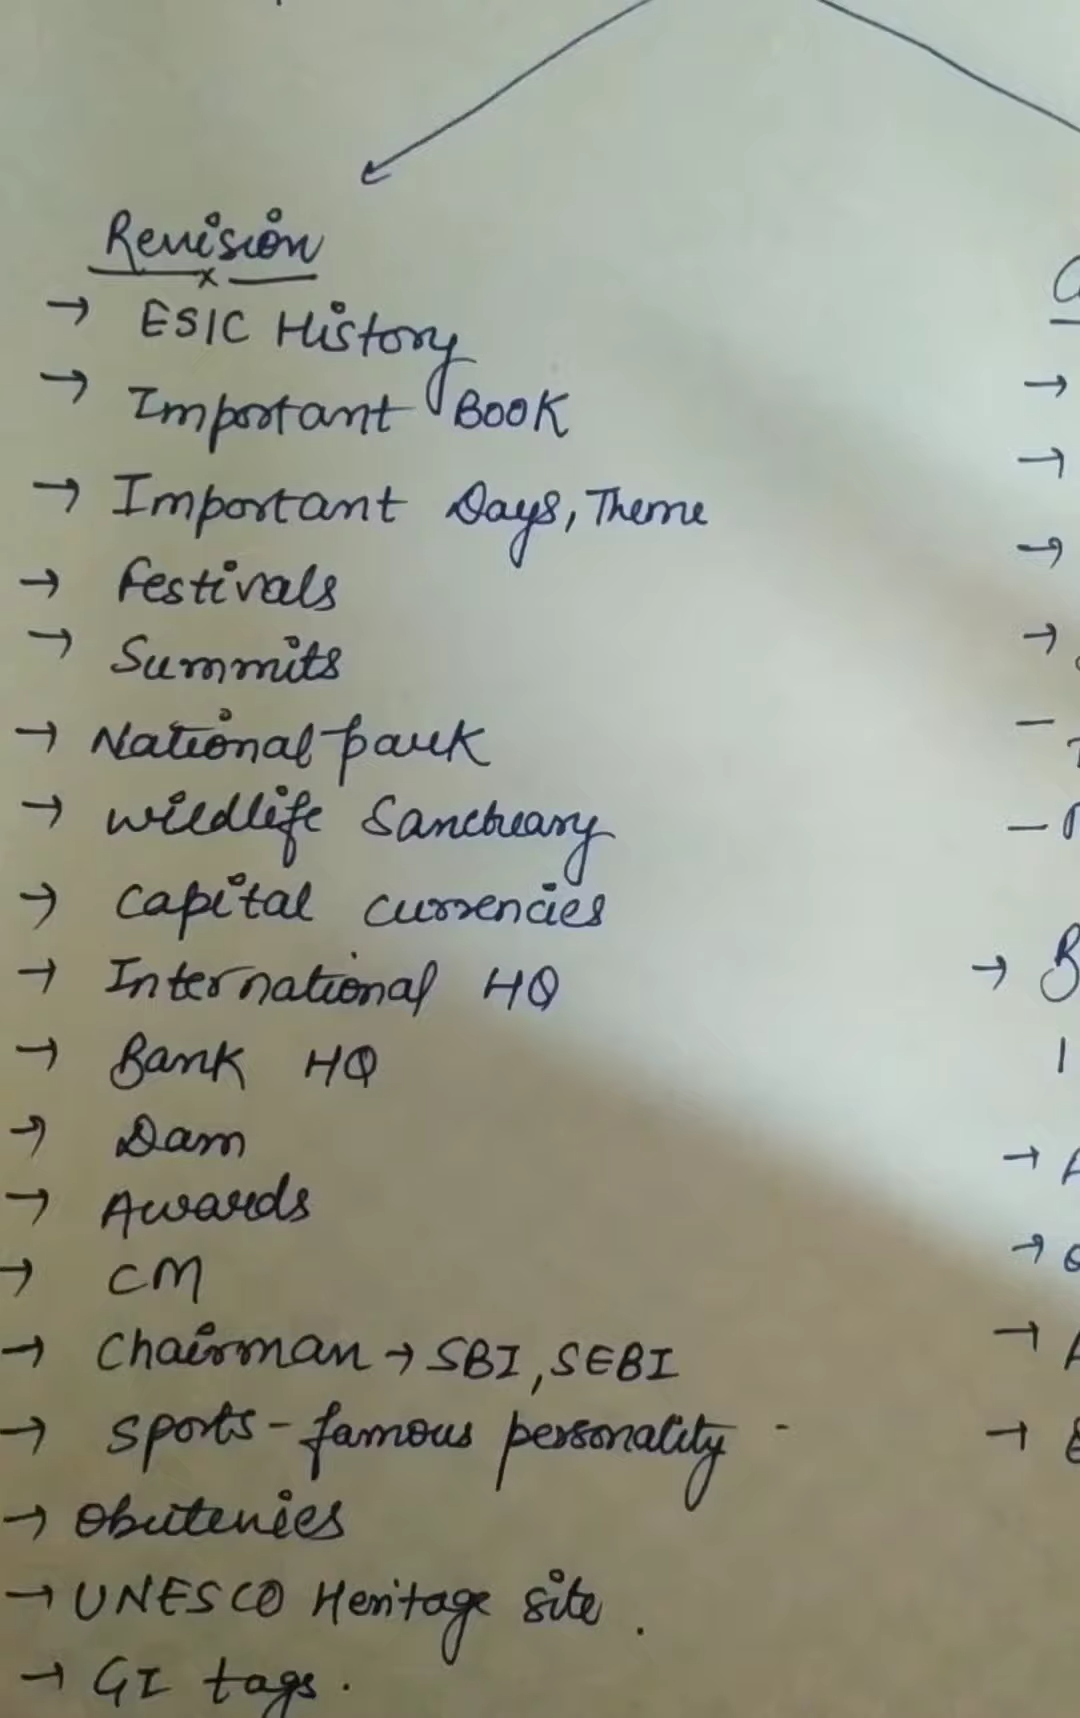 Revision
→ ESIC History
→ Important Book
→ Important Days, Theme
→ Festivals
→ Summits
→ National park
→ Wildlife Sanctuary
→ Capital currencies
→ International HQ
→ Bank HQ
→ Dam
→ Awards
→ CM
→ Chairman → SBI, SEBI
→ Sports - famous personality
→ Obuteries
→ UNESCO Heritage site.
→ GI tags.